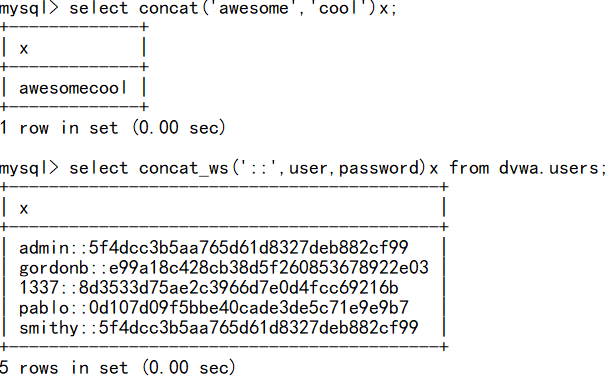 mysql> select concat('awesome','cool')x;
+-------------+
| x           |
+-------------+
| awesomecool |
+-------------+
1 row in set (0.00 sec)
mysql> select concat_ws('::',user,password)x from dvwa.users;
+-------------------------------------------+
| x                                         |
+-------------------------------------------+
| admin::5f4dcc3b5aa765d61d8327deb882cf99   |
| gordonb::e99a18c428cb38d5f260853678922e03 |
| 1337::8d3533d75ae2c3966d7e0d4fcc69216b    |
| pablo::0d107d09f5bbe40cade3de5c71e9e9b7   |
| smithy::5f4dcc3b5aa765d61d8327deb882cf99  |
+-------------------------------------------+
5 rows in set (0.00 sec)